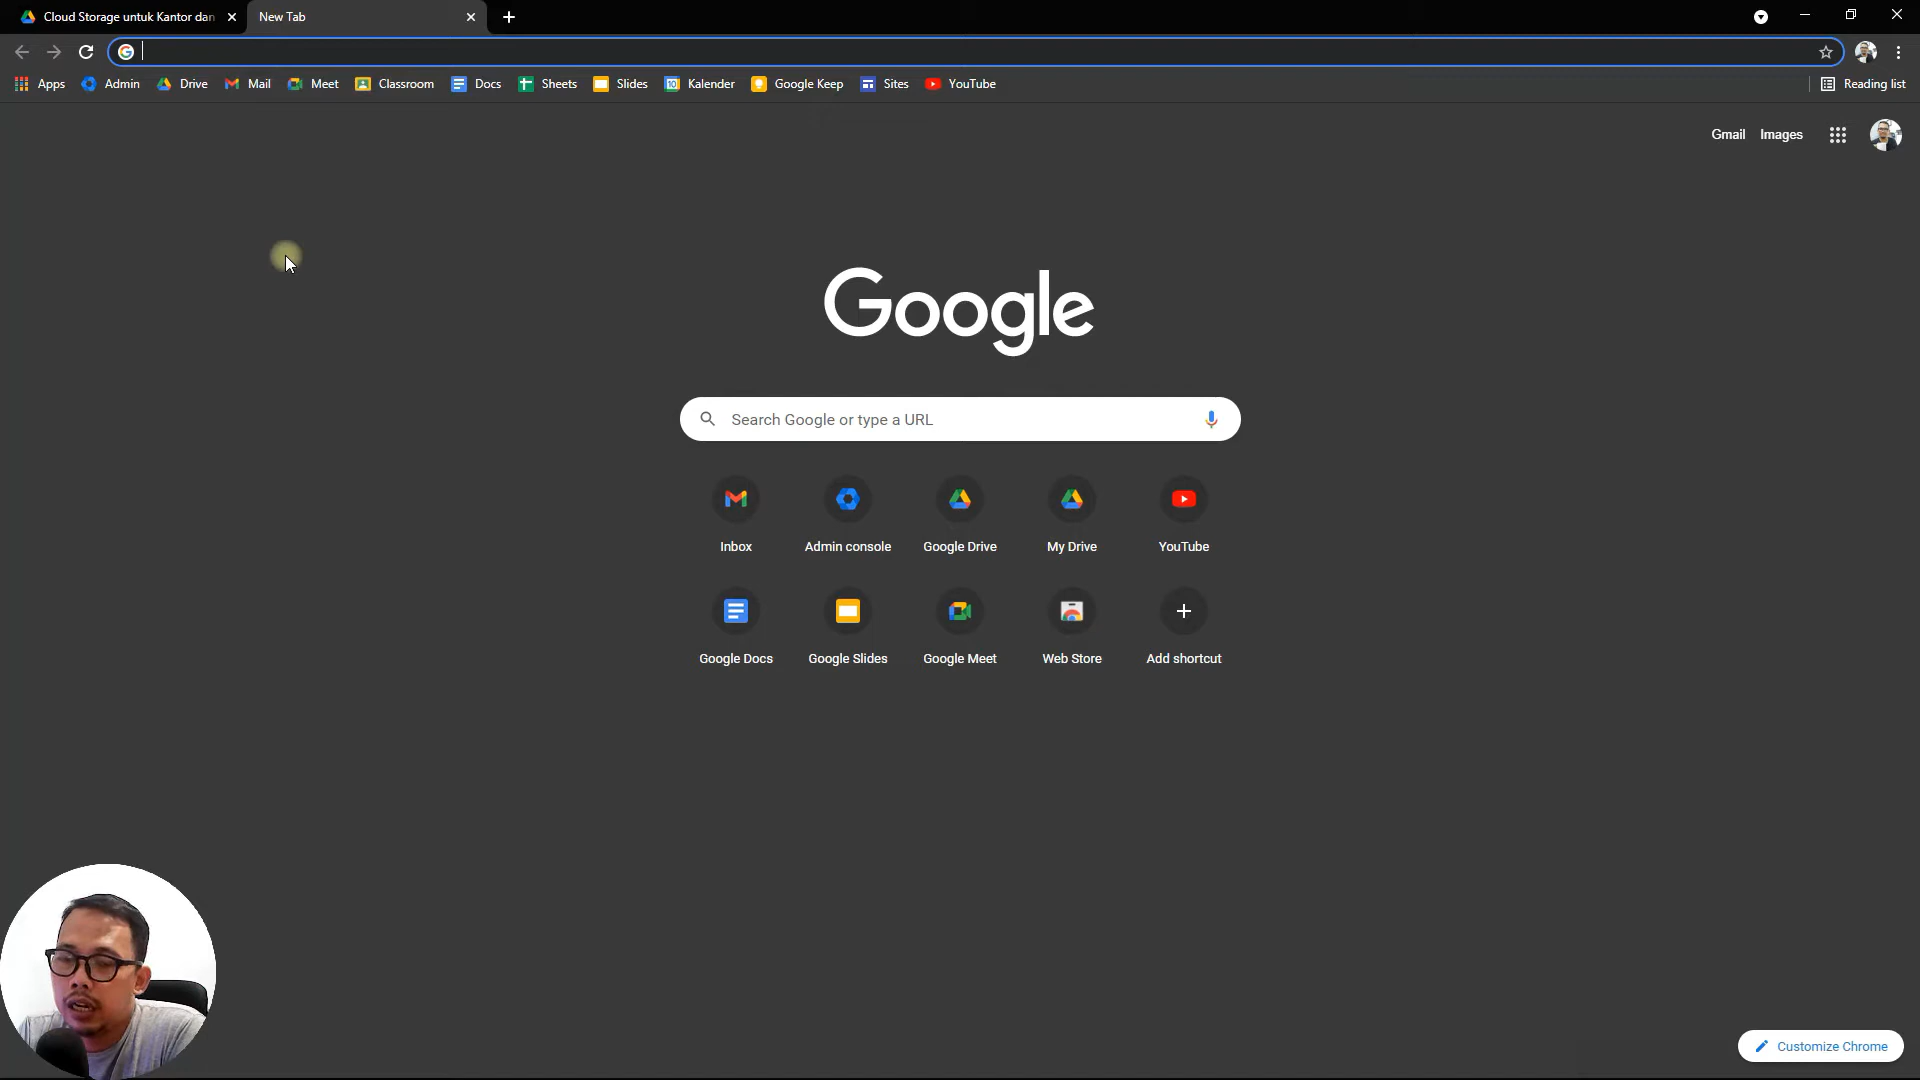 Cloud Storage untuk Kantor dan
New Tab
Apps Admin Drive Mail Meet Classroom Docs Sheets Slides Kalender Google Keep Sites YouTube Reading list
Gmail Images
Google
Search Google or type a URL
Inbox Admin console Google Drive My Drive YouTube
Google Docs Google Slides Google Meet Web Store Add shortcut
Customize Chrome